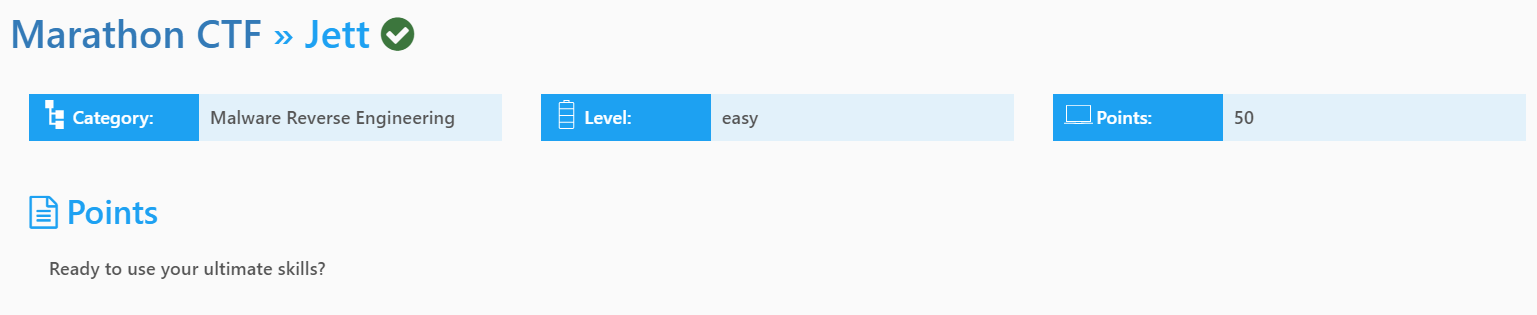 Marathon CTF » Jett
Category: Malware Reverse Engineering
Level: easy
Points: 50
Points
Ready to use your ultimate skills?